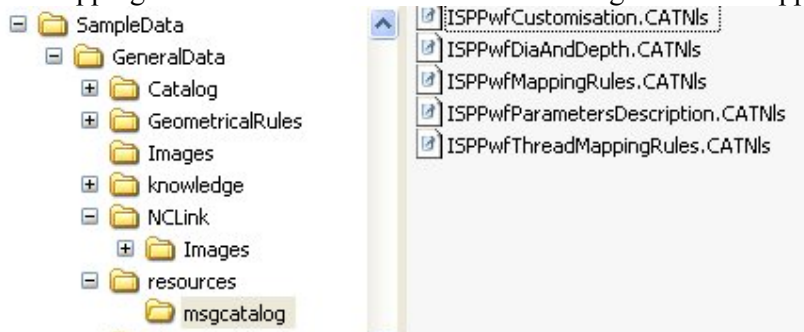 SampleData
GeneralData
Catalog
GeometricalRules
Images
knowledge
NCLink
Images
resources
msgcatalog
ISPPwfCustomisation.CATNls
ISPPwfDiaAndDepth.CATNls
ISPPwfMappingRules.CATNls
ISPPwfParametersDescription.CATNls
ISPPwfThreadMappingRules.CATNls